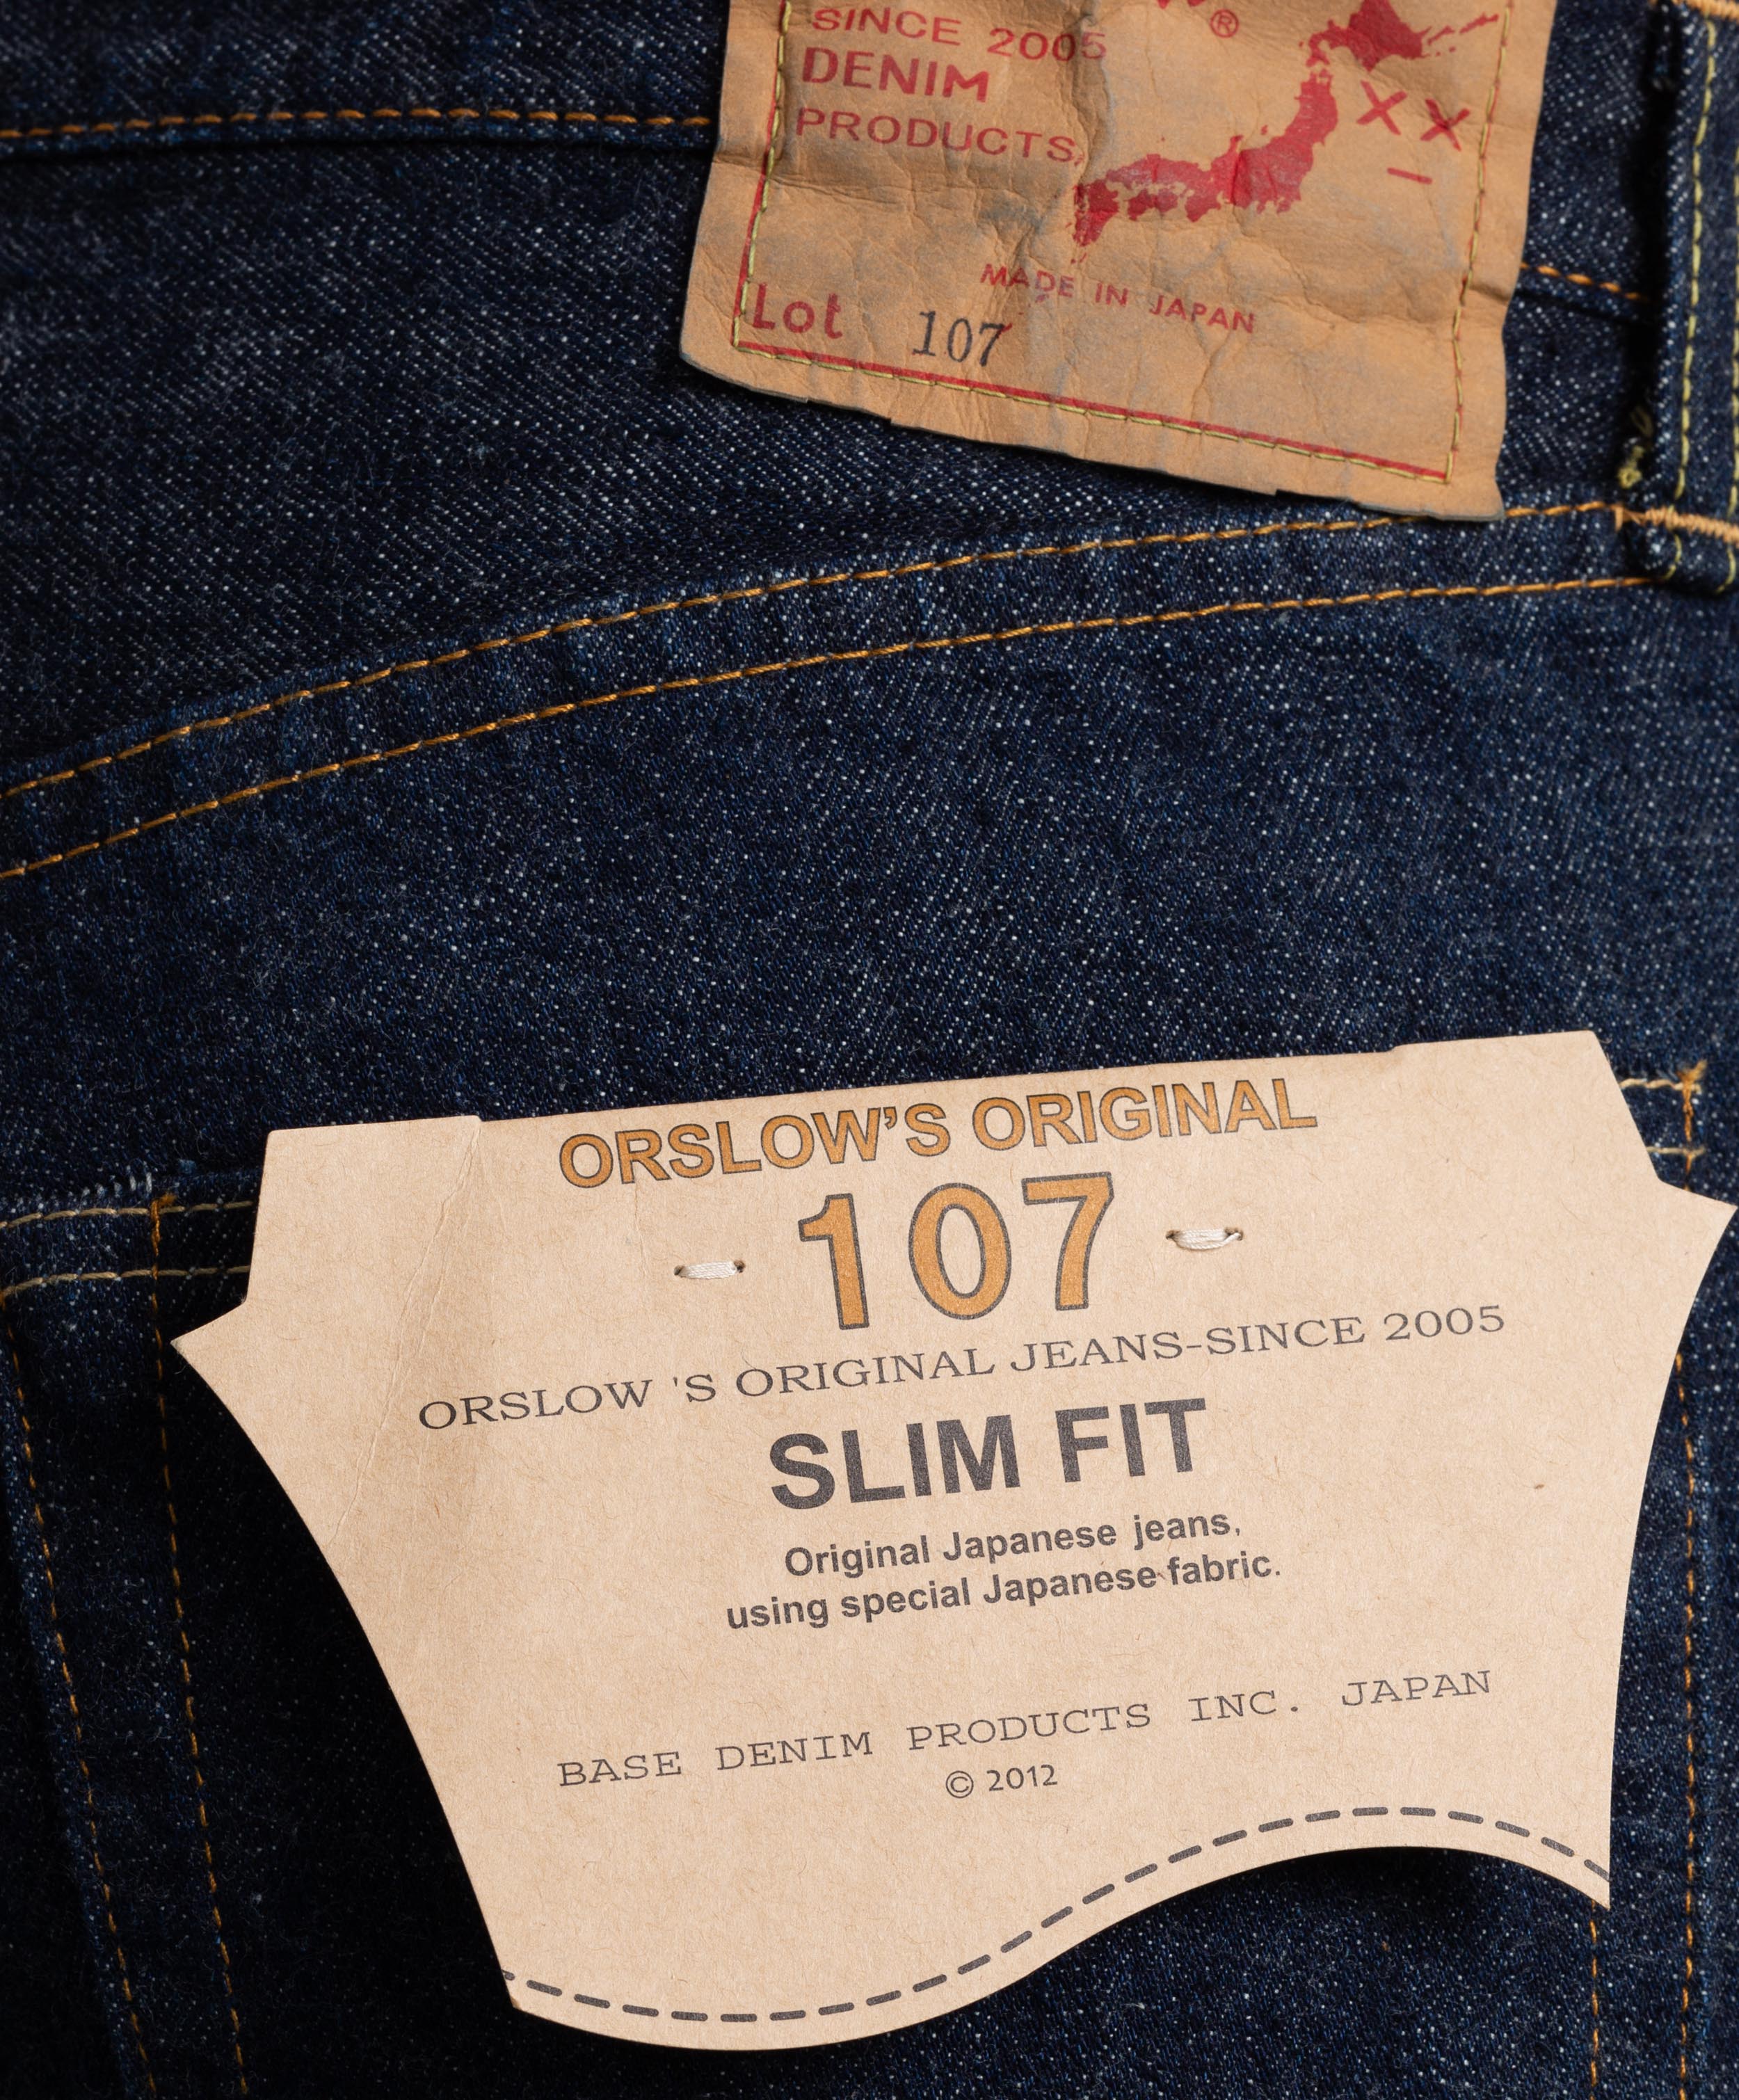 SINCE 2005
DENIM
PRODUCTS
®
XX
MADE IN JAPAN
Lot 107
ORSLOW’S ORIGINAL
107
ORSLOW 'S ORIGINAL JEANS-SINCE 2005
SLIM FIT
Original Japanese jeans,
using special Japanese fabric.
BASE DENIM PRODUCTS INC. JAPAN
© 2012